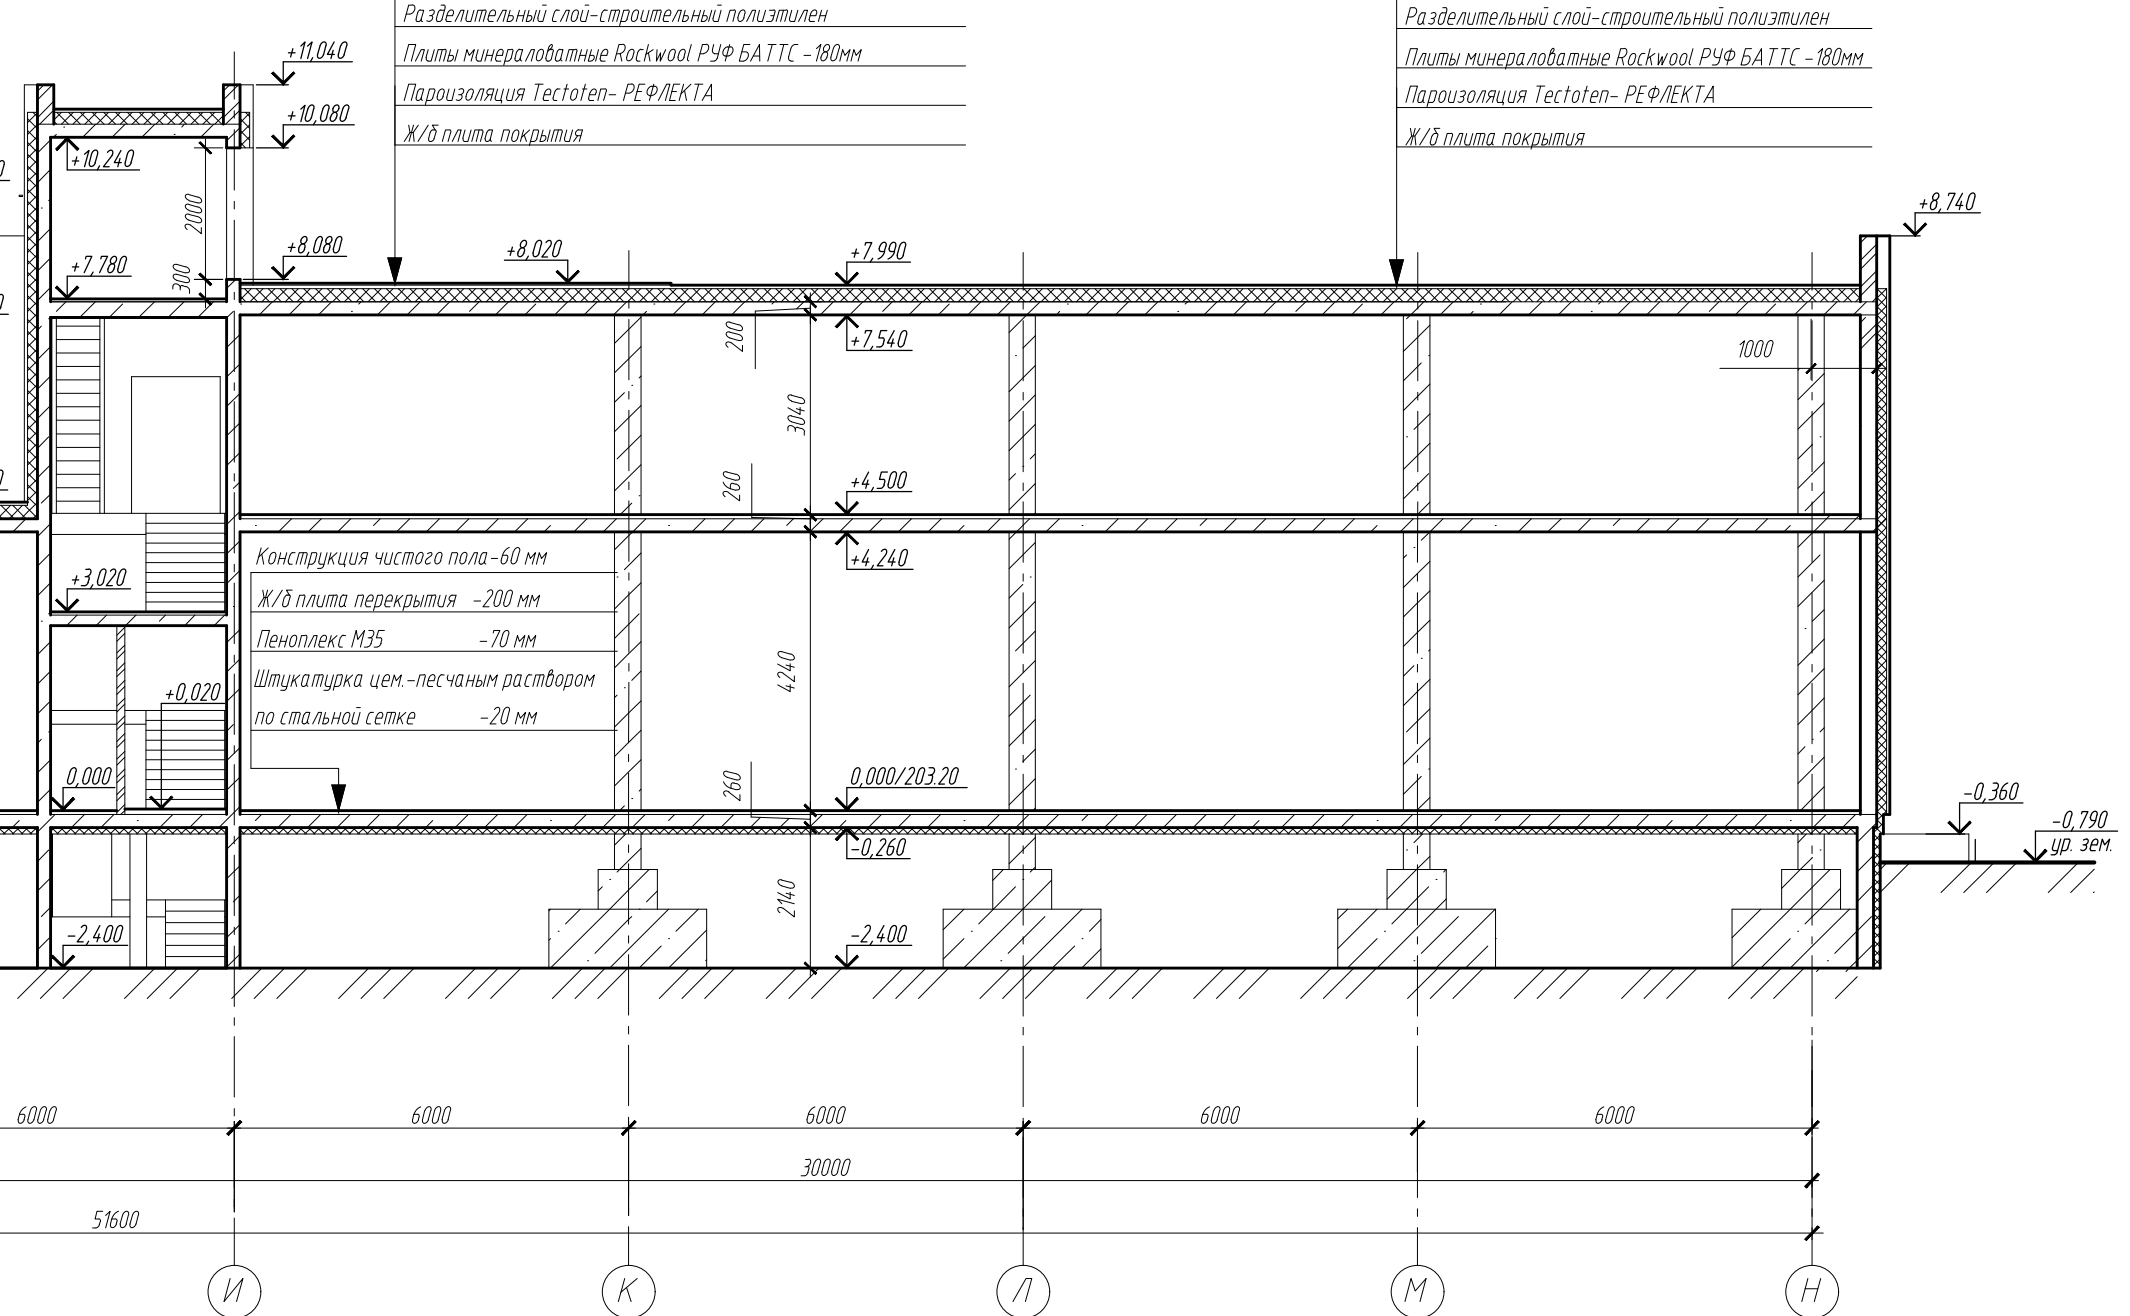 Разделительный слой-строительный полиэтилен
Плиты минераловатные Rockwool РУФ БАТТС -180мм
Пароизоляция Tectoten- РЕФЛЕКТА
Ж/б плита покрытия
Разделительный слой-строительный полиэтилен
Плиты минераловатные Rockwool РУФ БАТТС -180мм
Пароизоляция Tectoten- РЕФЛЕКТА
Ж/б плита покрытия
+11,040
+10,080
+10,240
2000
+8,740
+8,080
+8,020
+7,990
+7,780
300
200
+7,540
1000
3040
260
+4,500
+4,240
Конструкция чистого пола-60 мм
Ж/б плита перекрытия -200 мм
Пеноплекс М35 -70 мм
Штукатурка цем.-песчаным раствором
по стальной сетке -20 мм
+3,020
4240
+0,020
0,000
260
0,000/203.20
-0,360
-0,790
ур. зем.
-0,260
2140
-2,400
-2,400
6000
6000
6000
6000
6000
30000
51600
И
К
Л
М
Н